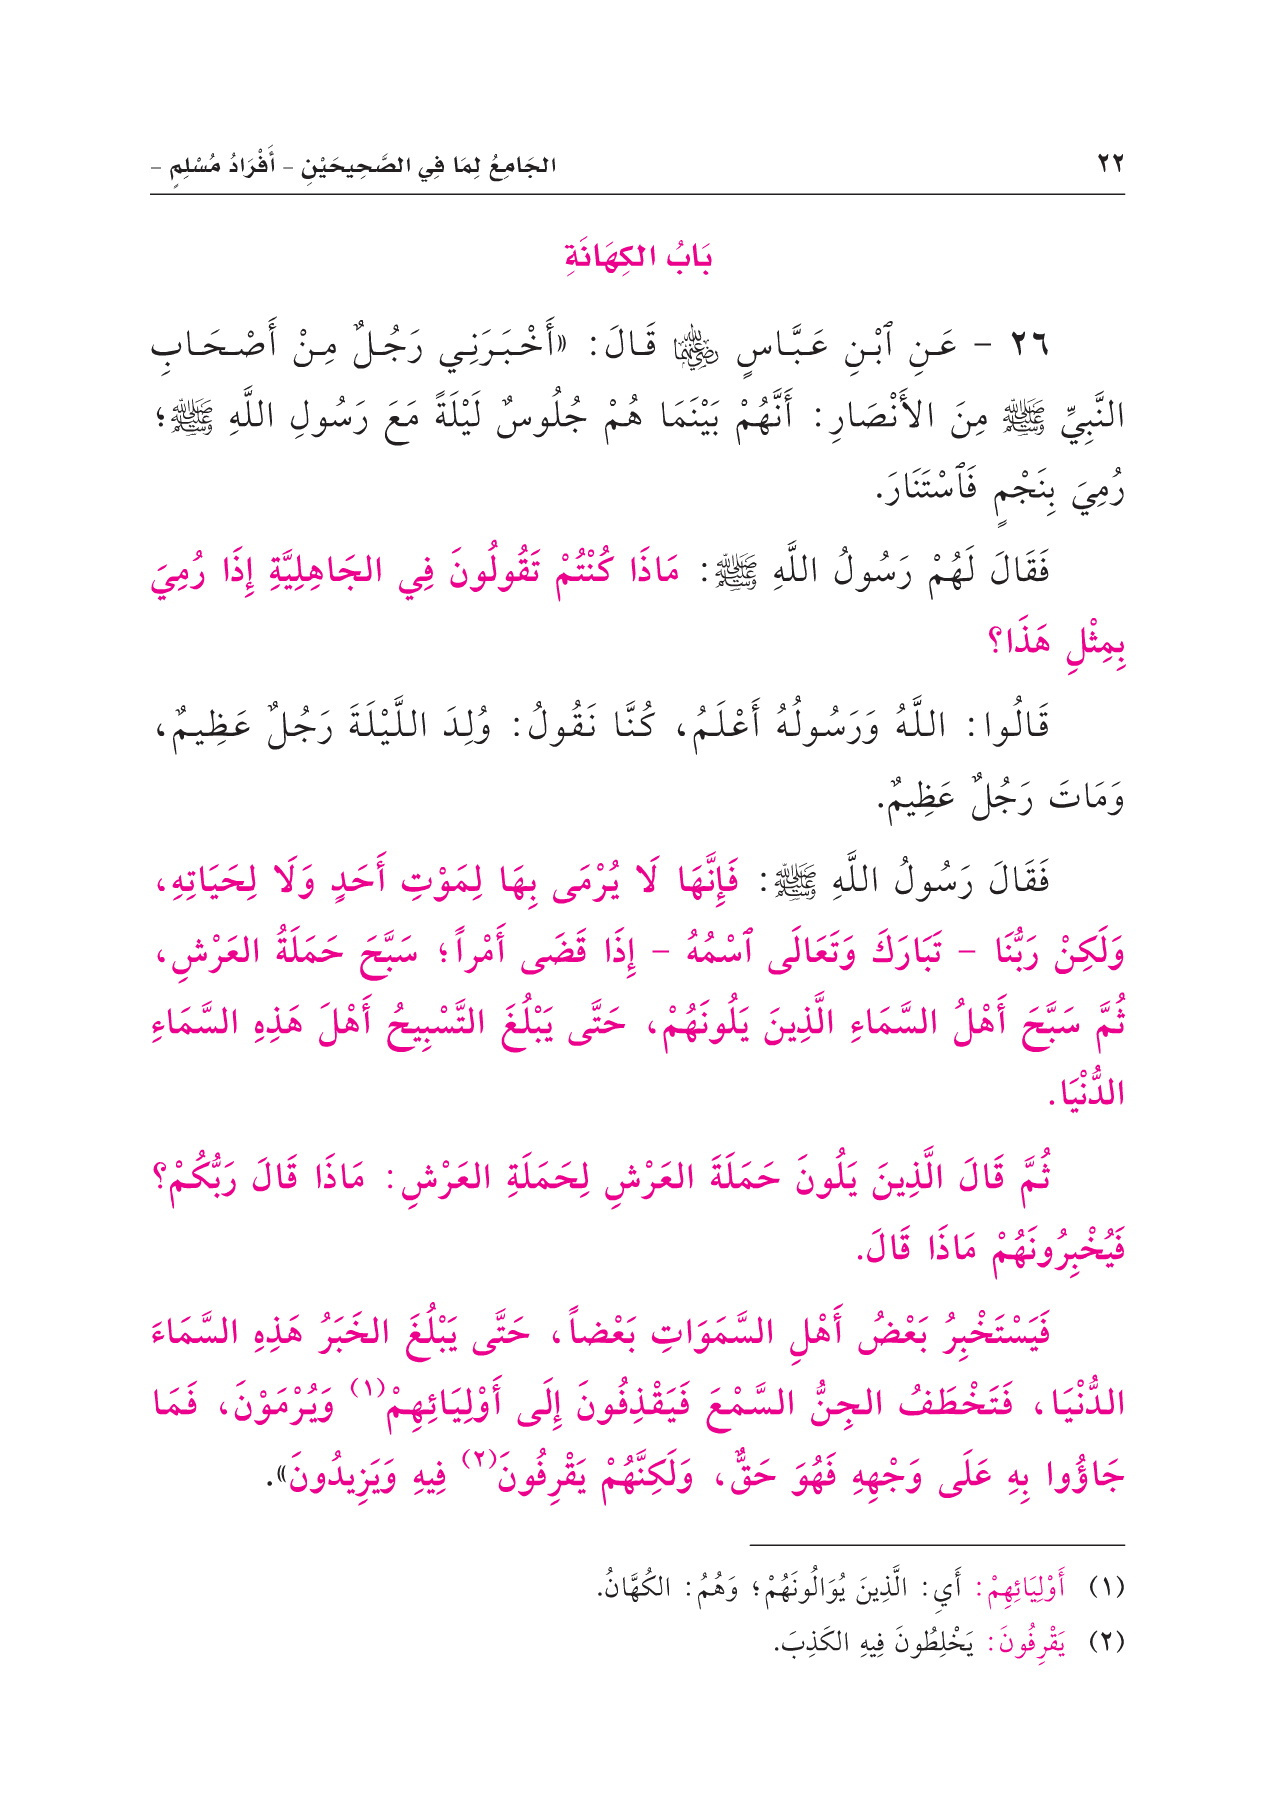 ٢٢
الجَامِعُ لِمَا فِي الصَّحِيحَيْنِ - أَفْرَادُ مُسْلِمٍ -
بَابُ الكِهَانَةِ
٢٦ - عَنِ ٱبْنِ عَبَّاسٍ رضي الله عنهما قَالَ: «أَخْبَرَنِي رَجُلٌ مِنْ أَصْحَابِ
النَّبِيِّ ﷺ مِنَ الأَنْصَارِ: أَنَّهُمْ بَيْنَمَا هُمْ جُلُوسٌ لَيْلَةً مَعَ رَسُولِ اللَّهِ ﷺ؛
رُمِيَ بِنَجْمٍ فَٱسْتَنَارَ.
فَقَالَ لَهُمْ رَسُولُ اللَّهِ ﷺ: مَاذَا كُنْتُمْ تَقُولُونَ فِي الجَاهِلِيَّةِ إِذَا رُمِيَ
بِمِثْلِ هَذَا؟
قَالُوا: اللَّهُ وَرَسُولُهُ أَعْلَمُ، كُنَّا نَقُولُ: وُلِدَ اللَّيْلَةَ رَجُلٌ عَظِيمٌ،
وَمَاتَ رَجُلٌ عَظِيمٌ.
فَقَالَ رَسُولُ اللَّهِ ﷺ: فَإِنَّهَا لَا يُرْمَى بِهَا لِمَوْتِ أَحَدٍ وَلَا لِحَيَاتِهِ،
وَلَكِنْ رَبُّنَا - تَبَارَكَ وَتَعَالَى ٱسْمُهُ - إِذَا قَضَى أَمْراً؛ سَبَّحَ حَمَلَةُ العَرْشِ،
ثُمَّ سَبَّحَ أَهْلُ السَّمَاءِ الَّذِينَ يَلُونَهُمْ، حَتَّى يَبْلُغَ التَّسْبِيحُ أَهْلَ هَذِهِ السَّمَاءِ
الدُّنْيَا.
ثُمَّ قَالَ الَّذِينَ يَلُونَ حَمَلَةَ العَرْشِ لِحَمَلَةِ العَرْشِ: مَاذَا قَالَ رَبُّكُمْ؟
فَيُخْبِرُونَهُمْ مَاذَا قَالَ.
فَيَسْتَخْبِرُ بَعْضُ أَهْلِ السَّمَوَاتِ بَعْضاً، حَتَّى يَبْلُغَ الخَبَرُ هَذِهِ السَّمَاءَ
الدُّنْيَا، فَتَخْطَفُ الجِنُّ السَّمْعَ فَيَقْذِفُونَ إِلَى أَوْلِيَائِهِمْ(١) وَيُرْمَوْنَ، فَمَا
جَاؤُوا بِهِ عَلَى وَجْهِهِ فَهُوَ حَقٌّ، وَلَكِنَّهُمْ يَقْرِفُونَ(٢) فِيهِ وَيَزِيدُونَ».
(١) أَوْلِيَائِهِمْ: أَيِ: الَّذِينَ يُوَالُونَهُمْ؛ وَهُمُ: الكُهَّانُ.
(٢) يَقْرِفُونَ: يَخْلِطُونَ فِيهِ الكَذِبَ.